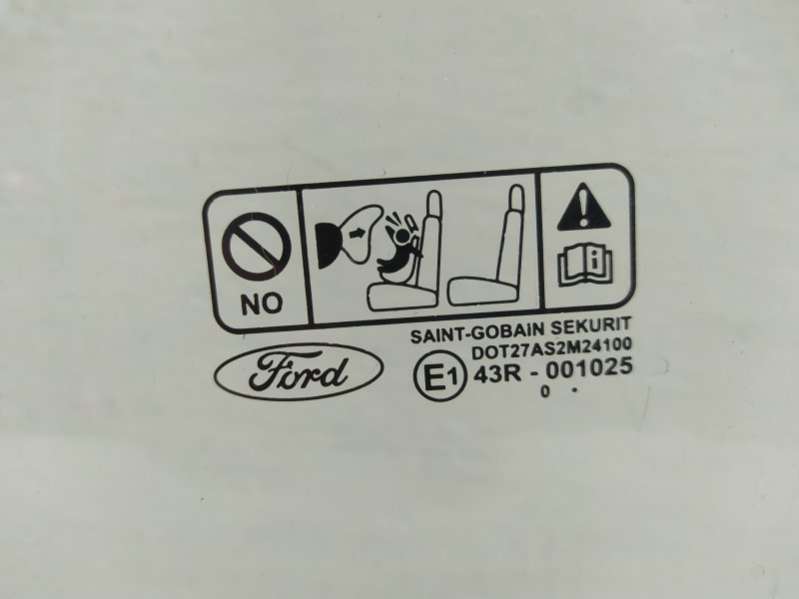 NO
SAINT-GOBAIN SEKURIT
DOT27AS2M24100
Ford
E1 43R - 001025
0 .